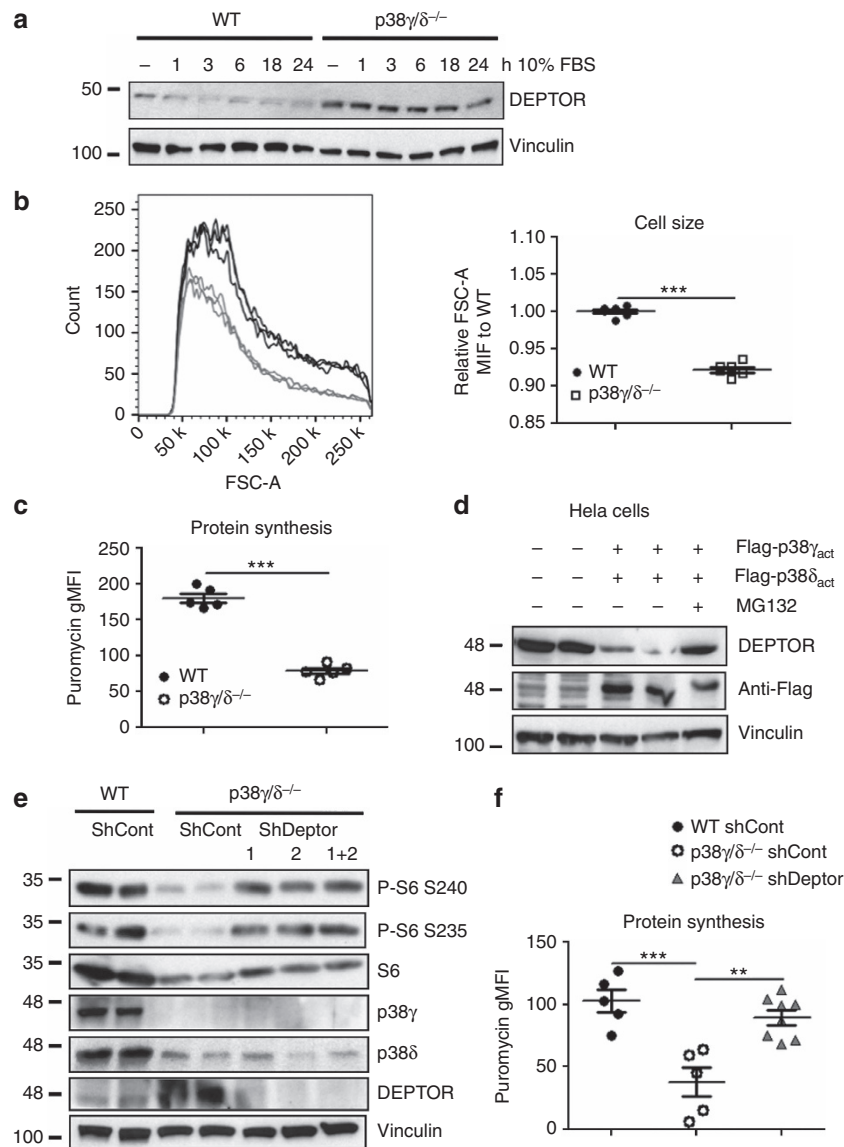 a
WT p38γ/δ–/–
– 1 3 6 18 24 – 1 3 6 18 24 h 10% FBS
50
DEPTOR
100
Vinculin
b
Count
250
200
150
100
50
0
0 50 k 100 k 150 k 200 k 250 k
FSC-A
Cell size
Relative FSC-A
MIF to WT
1.10
1.05
1.00
0.95
0.90
0.85
***
WT
p38γ/δ–/–
c
Protein synthesis
Puromycin gMFI
250
200
150
100
50
0
***
WT
p38γ/δ–/–
d
Hela cells
– – + + + Flag-p38γact
– – + + + Flag-p38δact
– – – – + MG132
48
DEPTOR
48
Anti-Flag
100
Vinculin
e
WT p38γ/δ–/–
ShCont ShCont ShDeptor
1 2 1+2
35
P-S6 S240
35
P-S6 S235
35
S6
48
p38γ
48
p38δ
48
DEPTOR
100
Vinculin
f
WT shCont
p38γ/δ–/– shCont
p38γ/δ–/– shDeptor
Protein synthesis
Puromycin gMFI
150
100
50
0
***
**